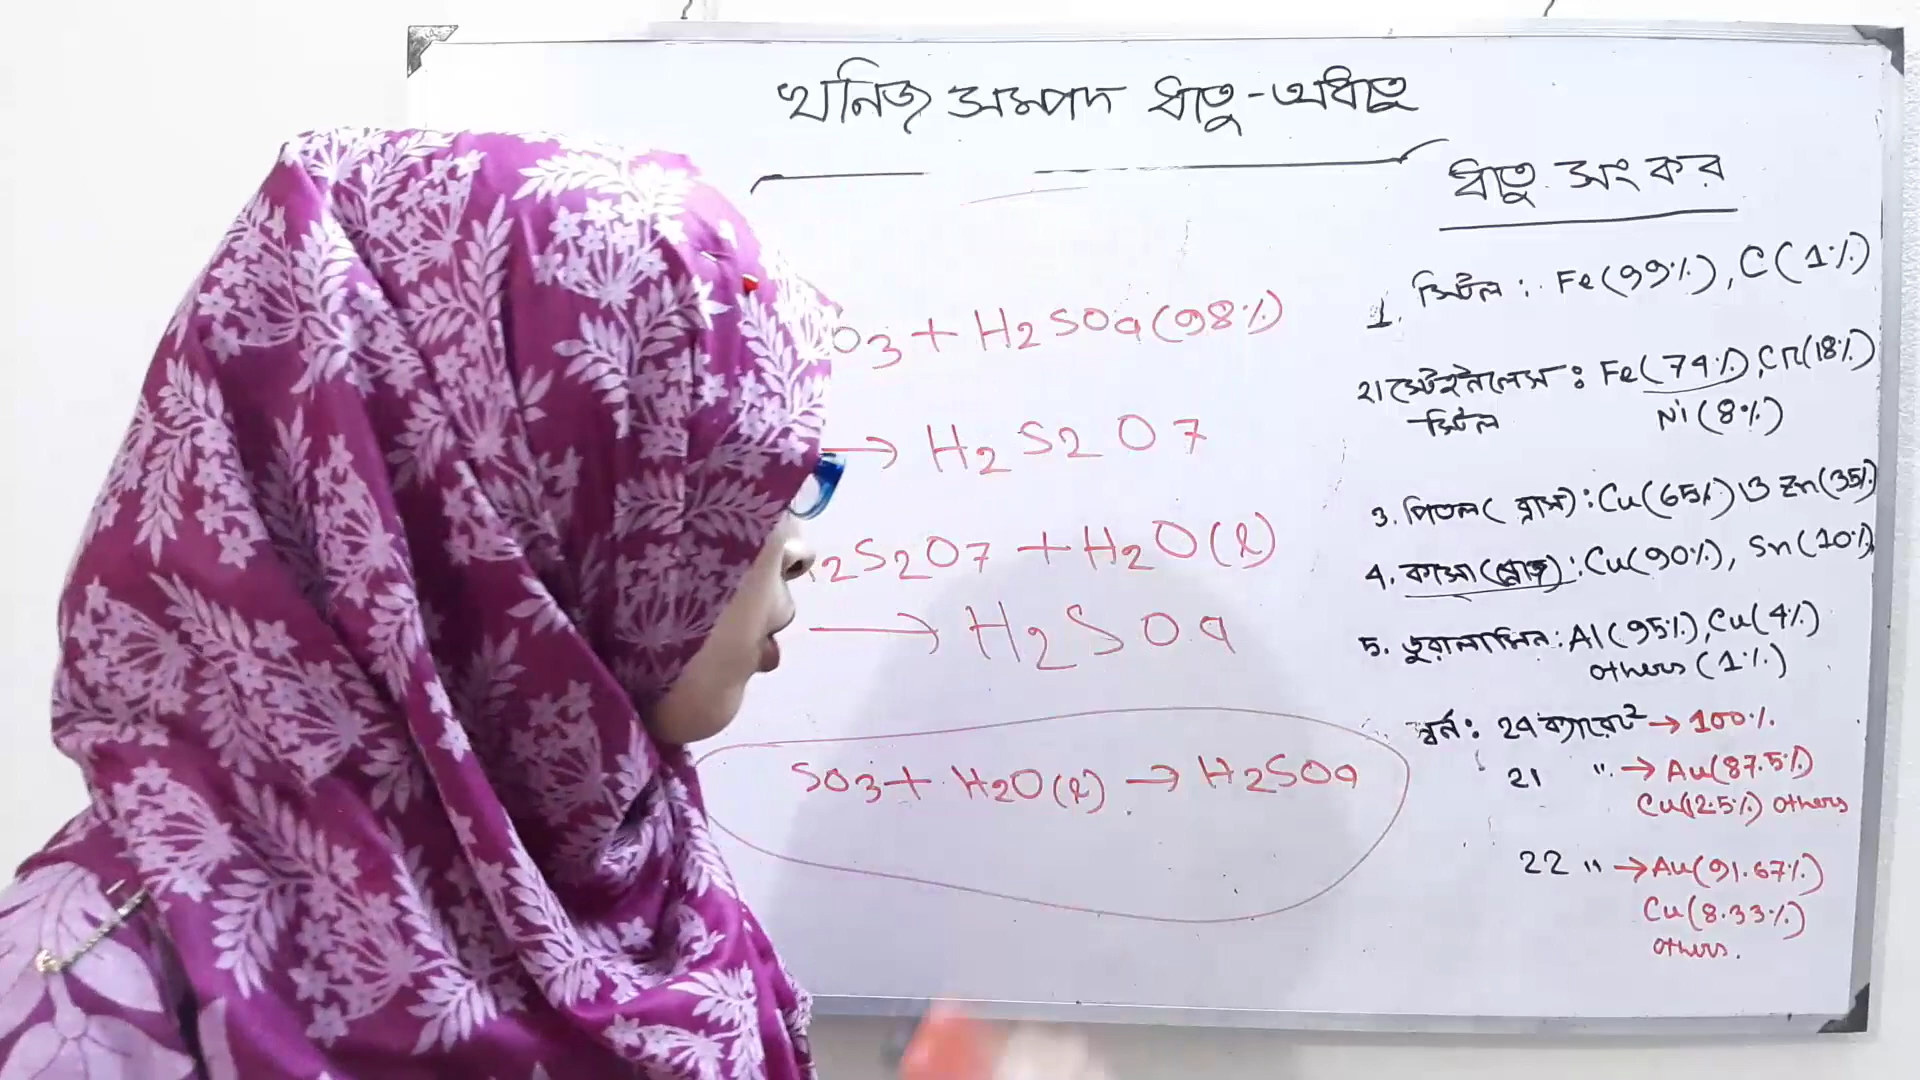 খনিজ সম্পদ ধাতু-অধাতু
O3 + H2SO4 (98%)
→ H2S2O7
2S2O7 + H2O(l)
→ H2SO4
SO3 + H2O(l) → H2SO4
ধাতু সংকর
1. স্টিল : Fe(99%), C(1%)
২। স্টেইনলেস : Fe(74%), Cr(18%)
স্টিল Ni(8%)
3. পিতল (ব্রাস) : Cu(65%) ও Zn(35%)
4. কাসা (ব্রোঞ্জ) : Cu(90%), Sn(10%)
5. ডুরালামিন : Al(95%), Cu(4%)
others (1%)
স্বর্ন : 24 ক্যারেট → 100%
21 " → Au(87.5%)
Cu(12.5%) others
22 " → Au(91.67%)
Cu(8.33%)
others.